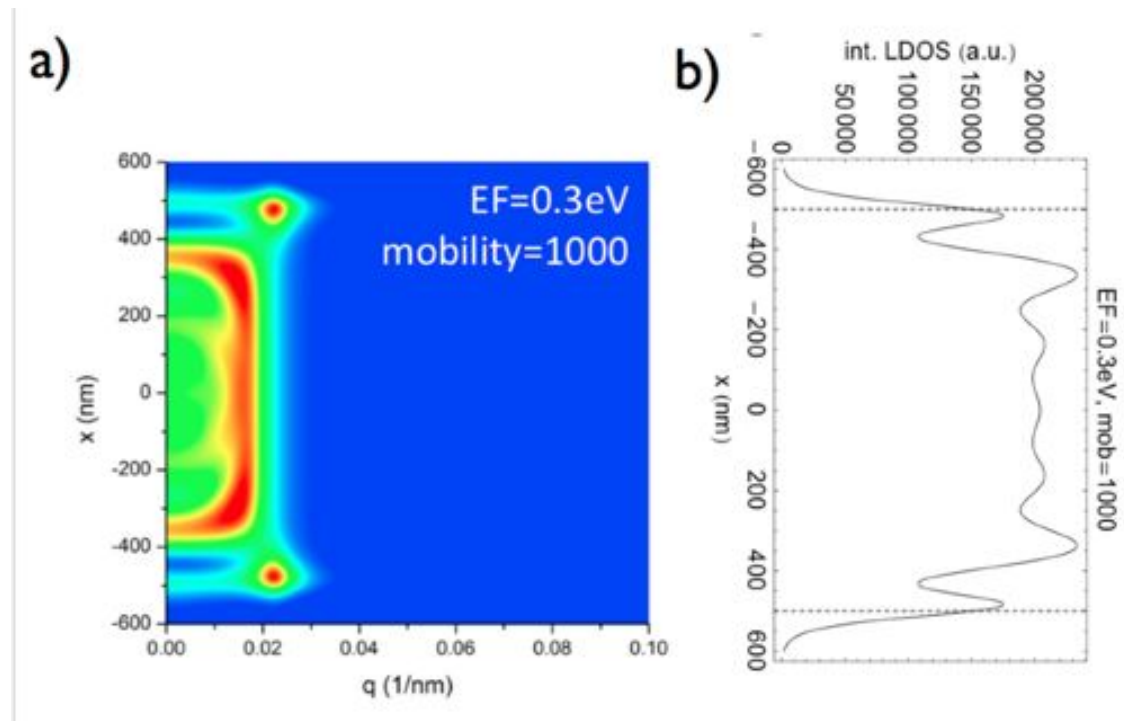 a)
EF=0.3eV
mobility=1000
600
400
200
0
-200
-400
-600
x (nm)
0.00 0.02 0.04 0.06 0.08 0.10
q (1/nm)
b)
int. LDOS (a.u.)
0 50 000 100 000 150 000 200 000
-600
-400
-200
0
200
400
600
x (nm)
EF=0.3eV, mob=1000